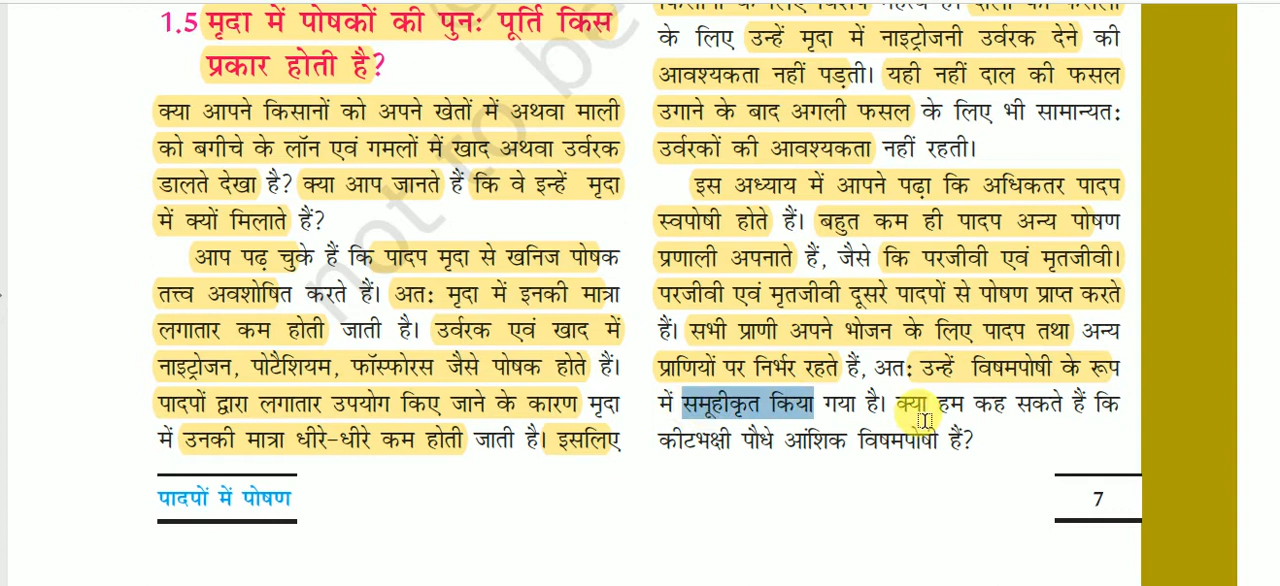 1.5 मृदा में पोषकों की पुनः पूर्ति किस
प्रकार होती है?
क्या आपने किसानों को अपने खेतों में अथवा माली
को बगीचे के लॉन एवं गमलों में खाद अथवा उर्वरक
डालते देखा है? क्या आप जानते हैं कि वे इन्हें मृदा
में क्यों मिलाते हैं?
आप पढ़ चुके हैं कि पादप मृदा से खनिज पोषक
तत्त्व अवशोषित करते हैं। अतः मृदा में इनकी मात्रा
लगातार कम होती जाती है। उर्वरक एवं खाद में
नाइट्रोजन, पोटैशियम, फॉस्फोरस जैसे पोषक होते हैं।
पादपों द्वारा लगातार उपयोग किए जाने के कारण मृदा
में उनकी मात्रा धीरे-धीरे कम होती जाती है। इसलिए
के लिए उन्हें मृदा में नाइट्रोजनी उर्वरक देने की
आवश्यकता नहीं पड़ती। यही नहीं दाल की फसल
उगाने के बाद अगली फसल के लिए भी सामान्यतः
उर्वरकों की आवश्यकता नहीं रहती।
इस अध्याय में आपने पढ़ा कि अधिकतर पादप
स्वपोषी होते हैं। बहुत कम ही पादप अन्य पोषण
प्रणाली अपनाते हैं, जैसे कि परजीवी एवं मृतजीवी।
परजीवी एवं मृतजीवी दूसरे पादपों से पोषण प्राप्त करते
हैं। सभी प्राणी अपने भोजन के लिए पादप तथा अन्य
प्राणियों पर निर्भर रहते हैं, अतः उन्हें विषमपोषी के रूप
में समूहीकृत किया गया है। क्या हम कह सकते हैं कि
कीटभक्षी पौधे आंशिक विषमपोषी हैं?
पादपों में पोषण
7
not to be